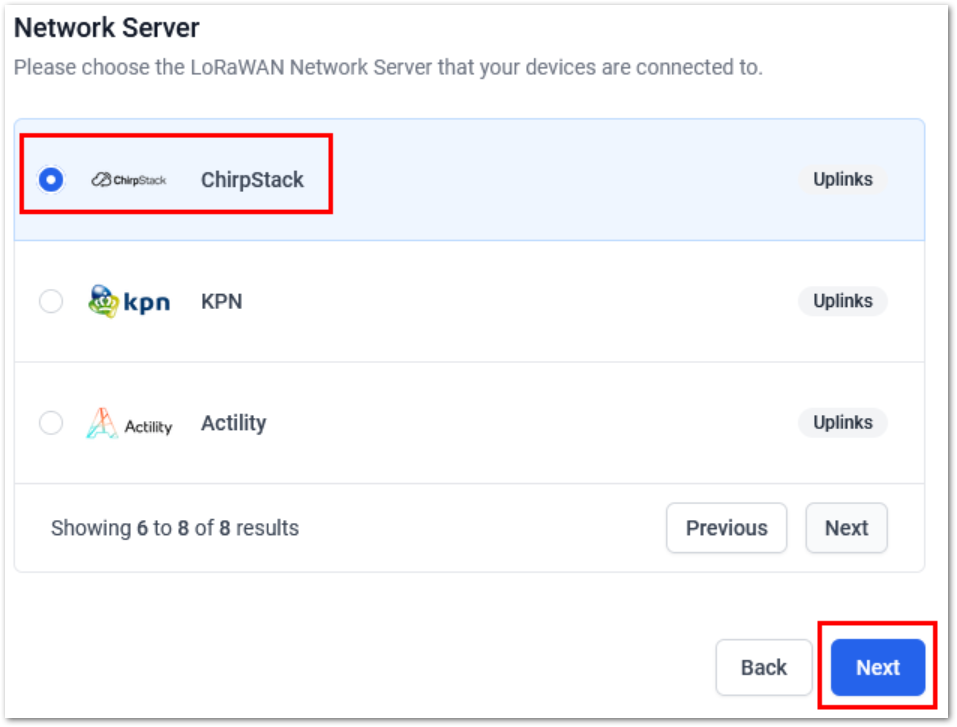 Network Server
Please choose the LoRaWAN Network Server that your devices are connected to.
ChirpStack ChirpStack Uplinks
kpn KPN Uplinks
Actility Actility Uplinks
Showing 6 to 8 of 8 results Previous Next
Back Next